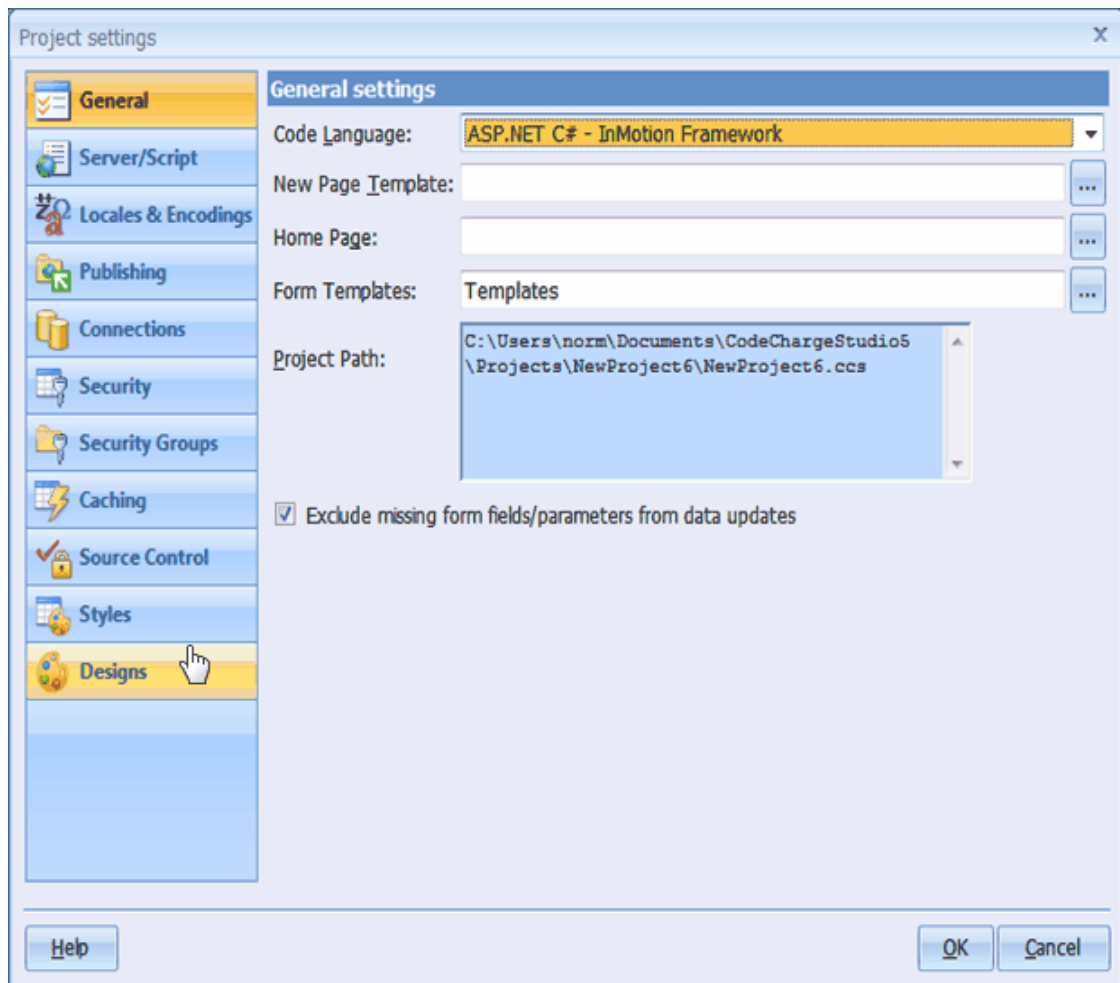 Project settings
x
General
Server/Script
Locales & Encodings
Publishing
Connections
Security
Security Groups
Caching
Source Control
Styles
Designs
General settings
Code Language: ASP.NET C# - InMotion Framework
New Page Template: ...
Home Page: ...
Form Templates: Templates ...
Project Path: C:\Users\norm\Documents\CodeChargeStudio5
\Projects\NewProject6\NewProject6.ccs
Exclude missing form fields/parameters from data updates
Help OK Cancel